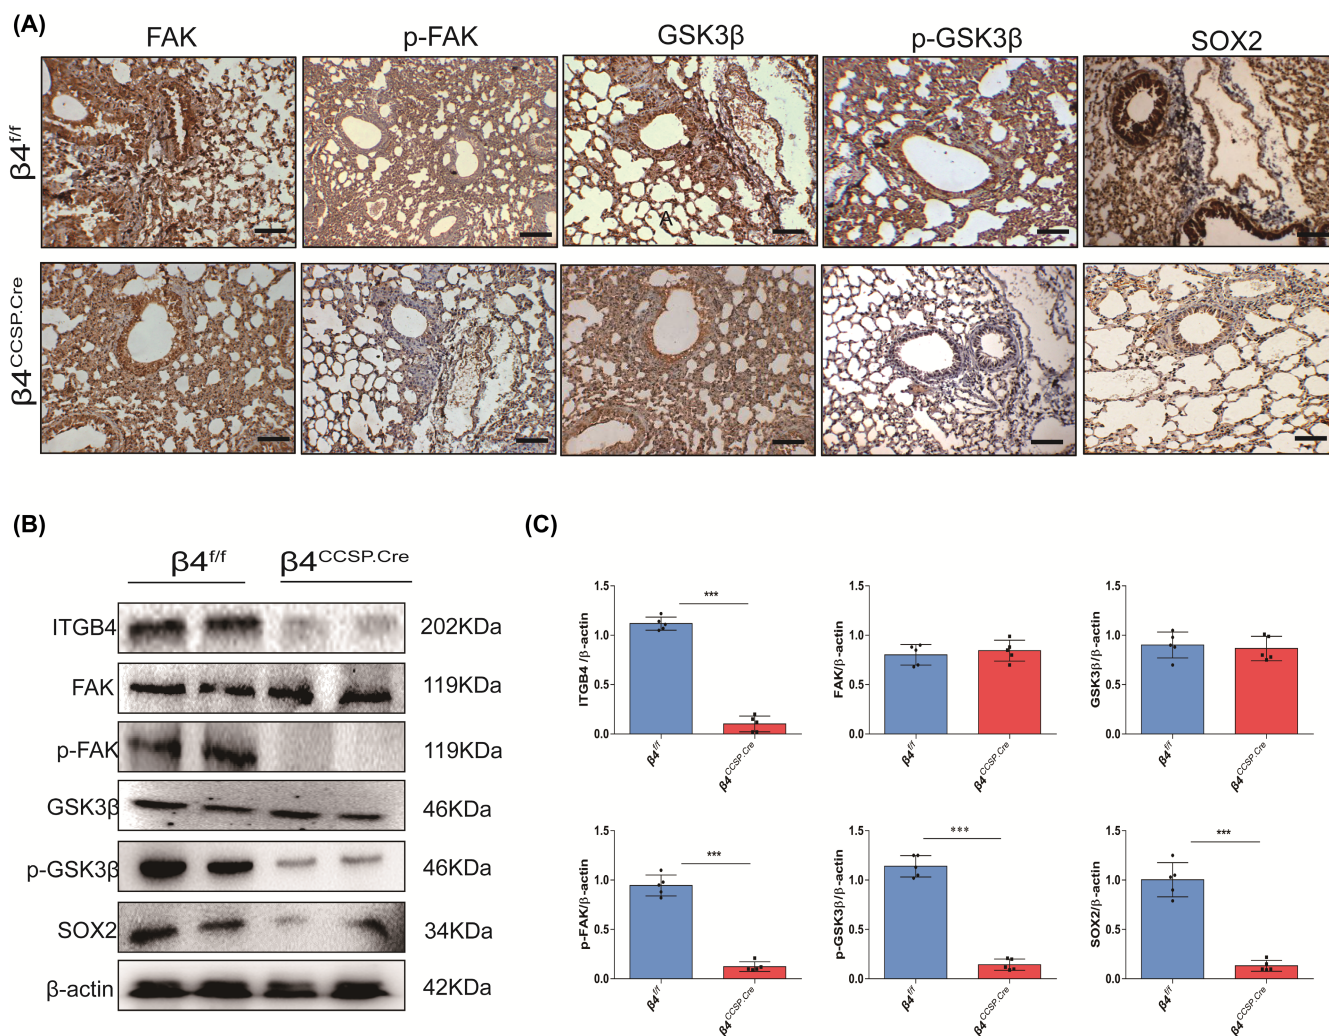 (A)
FAK p-FAK GSK3β p-GSK3β SOX2
β4f/f
A
β4CCSP.Cre
(B)
β4f/f β4CCSP.Cre
ITGB4 202KDa
FAK 119KDa
p-FAK 119KDa
GSK3β 46KDa
p-GSK3β 46KDa
SOX2 34KDa
β-actin 42KDa
(C)
ITGB4 /β-actin
1.5
1.0
0.5
0.0
***
β4f/f
β4CCSP.Cre
FAK/β-actin
1.5
1.0
0.5
0.0
β4f/f
β4CCSP.Cre
GSK3β/β-actin
1.5
1.0
0.5
0.0
β4f/f
β4CCSP.Cre
p-FAK/β-actin
1.5
1.0
0.5
0.0
***
β4f/f
β4CCSP.Cre
p-GSK3β/β-actin
1.5
1.0
0.5
0.0
***
β4f/f
β4CCSP.Cre
SOX2/β-actin
1.5
1.0
0.5
0.0
***
β4f/f
β4CCSP.Cre